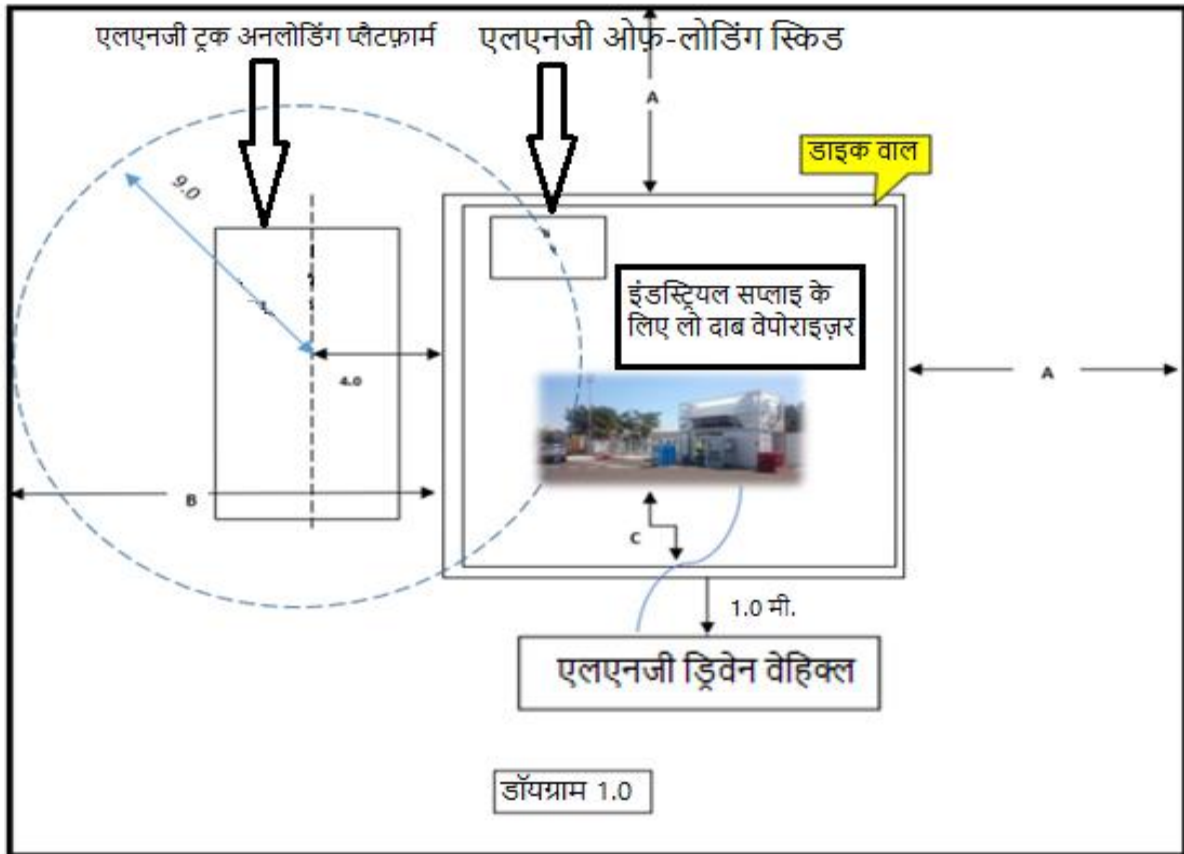 एलएनजी ट्रक अनलोडिंग प्लैटफ़ार्म
एलएनजी ओफ़-लोडिंग स्किड
A
डाइक वाल
9.0
इंडस्ट्रियल सप्लाइ के
लिए लो दाब वेपोराइज़र
4.0
A
B
C
1.0 मी.
एलएनजी ड्रिवेन वेहिक्ल
डॉयग्राम 1.0